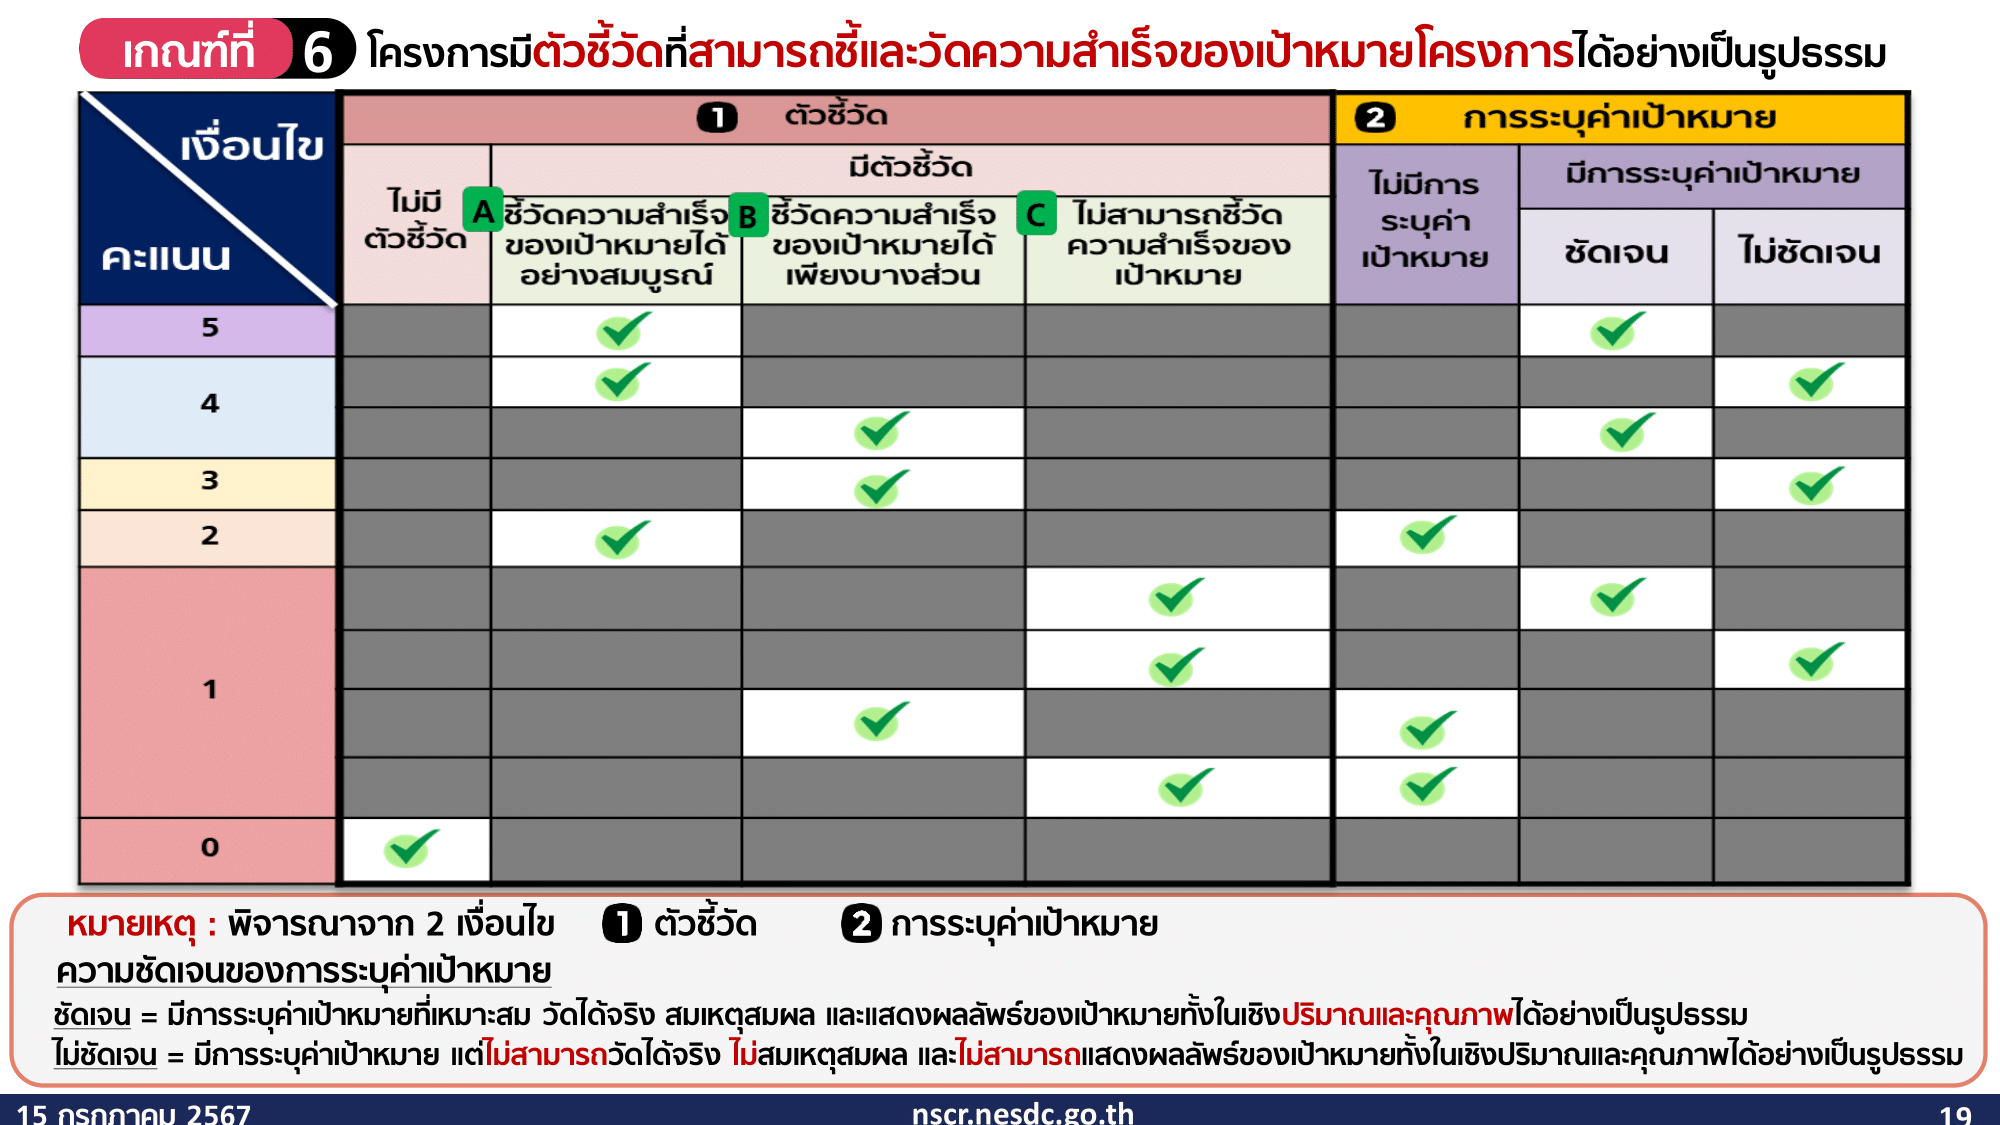 เกณฑ์ที่ 6 โครงการมีตัวชี้วัดที่สามารถชี้และวัดความสำเร็จของเป้าหมายโครงการได้อย่างเป็นรูปธรรม
เงื่อนไข
คะแนน
1 ตัวชี้วัด
2 การระบุค่าเป้าหมาย
ไม่มี
ตัวชี้วัด
มีตัวชี้วัด
A ชี้วัดความสำเร็จ
ของเป้าหมายได้
อย่างสมบูรณ์
B ชี้วัดความสำเร็จ
ของเป้าหมายได้
เพียงบางส่วน
C ไม่สามารถชี้วัด
ความสำเร็จของ
เป้าหมาย
ไม่มีการ
ระบุค่า
เป้าหมาย
มีการระบุค่าเป้าหมาย
ชัดเจน
ไม่ชัดเจน
5
4
3
2
1
0
หมายเหตุ : พิจารณาจาก 2 เงื่อนไข 1 ตัวชี้วัด 2 การระบุค่าเป้าหมาย
ความชัดเจนของการระบุค่าเป้าหมาย
ชัดเจน = มีการระบุค่าเป้าหมายที่เหมาะสม วัดได้จริง สมเหตุสมผล และแสดงผลลัพธ์ของเป้าหมายทั้งในเชิงปริมาณและคุณภาพได้อย่างเป็นรูปธรรม
ไม่ชัดเจน = มีการระบุค่าเป้าหมาย แต่ไม่สามารถวัดได้จริง ไม่สมเหตุสมผล และไม่สามารถแสดงผลลัพธ์ของเป้าหมายทั้งในเชิงปริมาณและคุณภาพได้อย่างเป็นรูปธรรม
15 กรกฎาคม 2567
nscr.nesdc.go.th
19